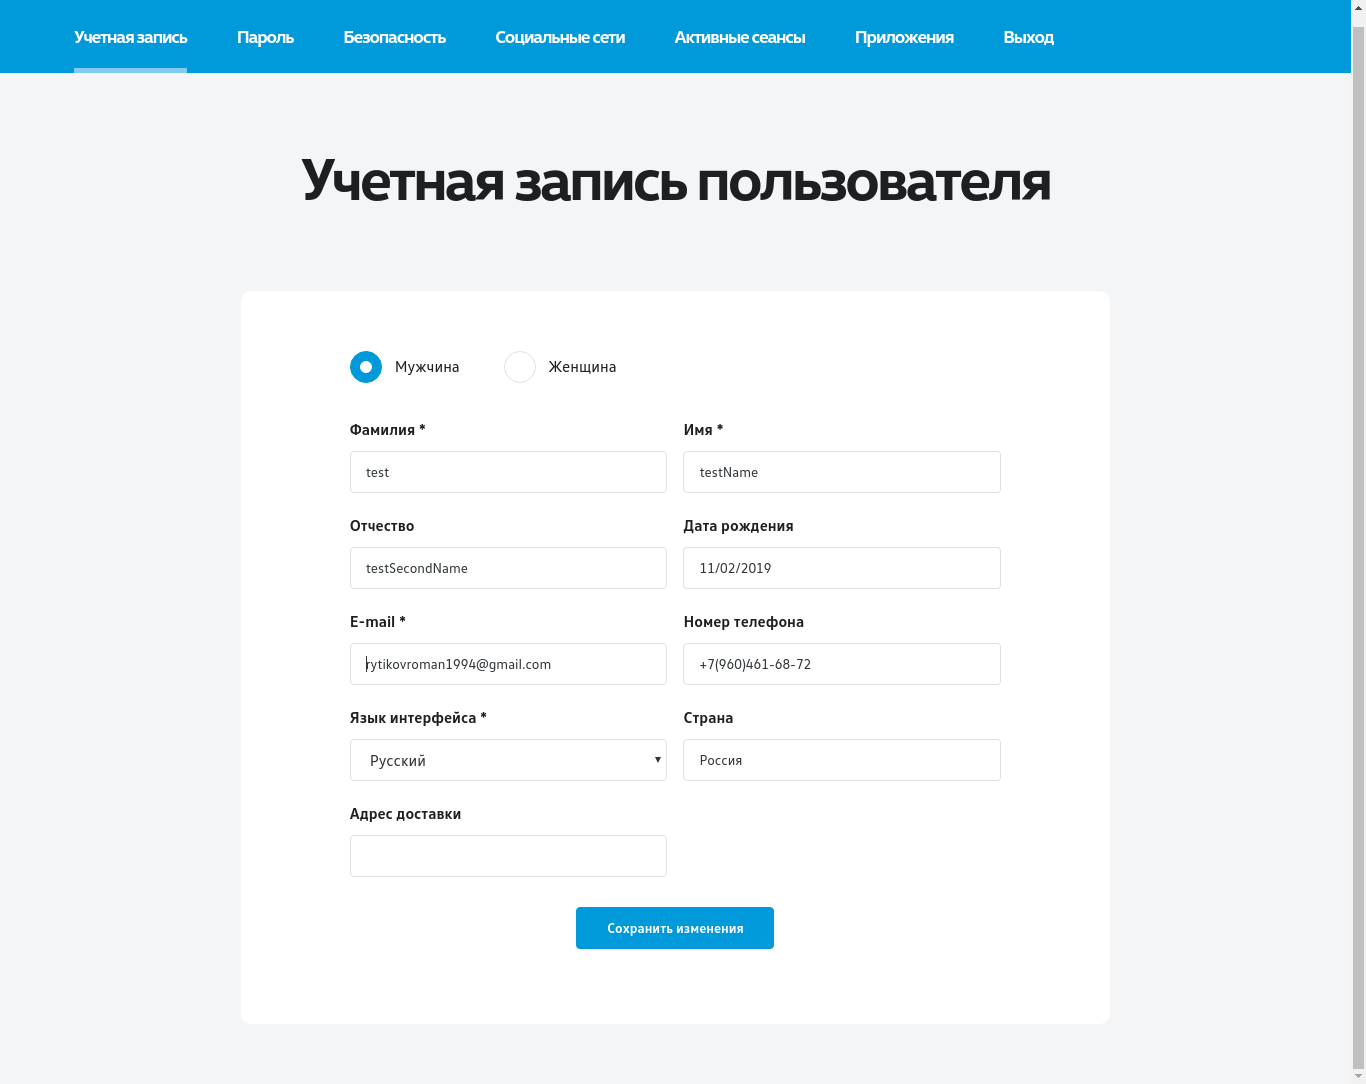 Учетная запись Пароль Безопасность Социальные сети Активные сеансы Приложения Выход
Учетная запись пользователя
Мужчина Женщина
Фамилия * Имя *
test testName
Отчество Дата рождения
testSecondName 11/02/2019
E-mail * Номер телефона
rytikovroman1994@gmail.com +7(960)461-68-72
Язык интерфейса * Страна
Русский Россия
Адрес доставки
Сохранить изменения